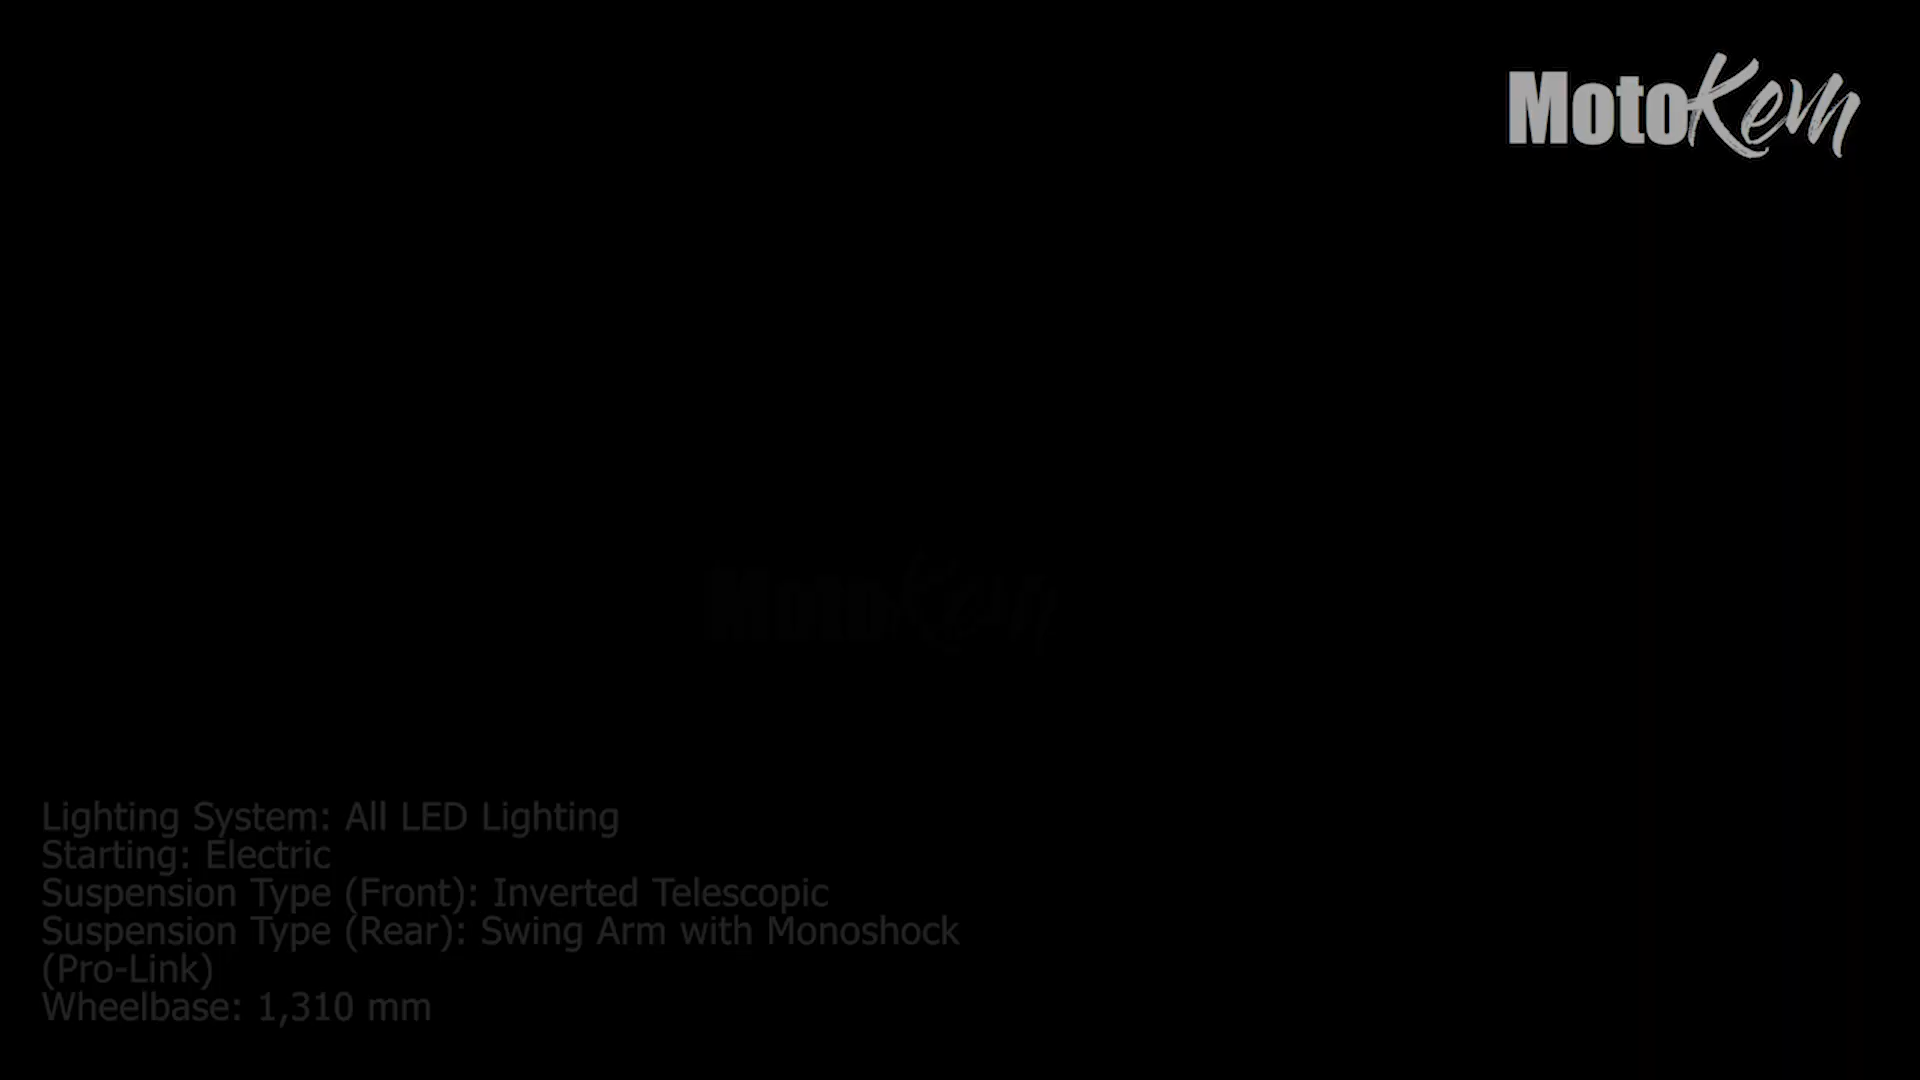 MotoKem
MotoKem
Lighting System: All LED Lighting
Starting: Electric
Suspension Type (Front): Inverted Telescopic
Suspension Type (Rear): Swing Arm with Monoshock
(Pro-Link)
Wheelbase: 1,310 mm